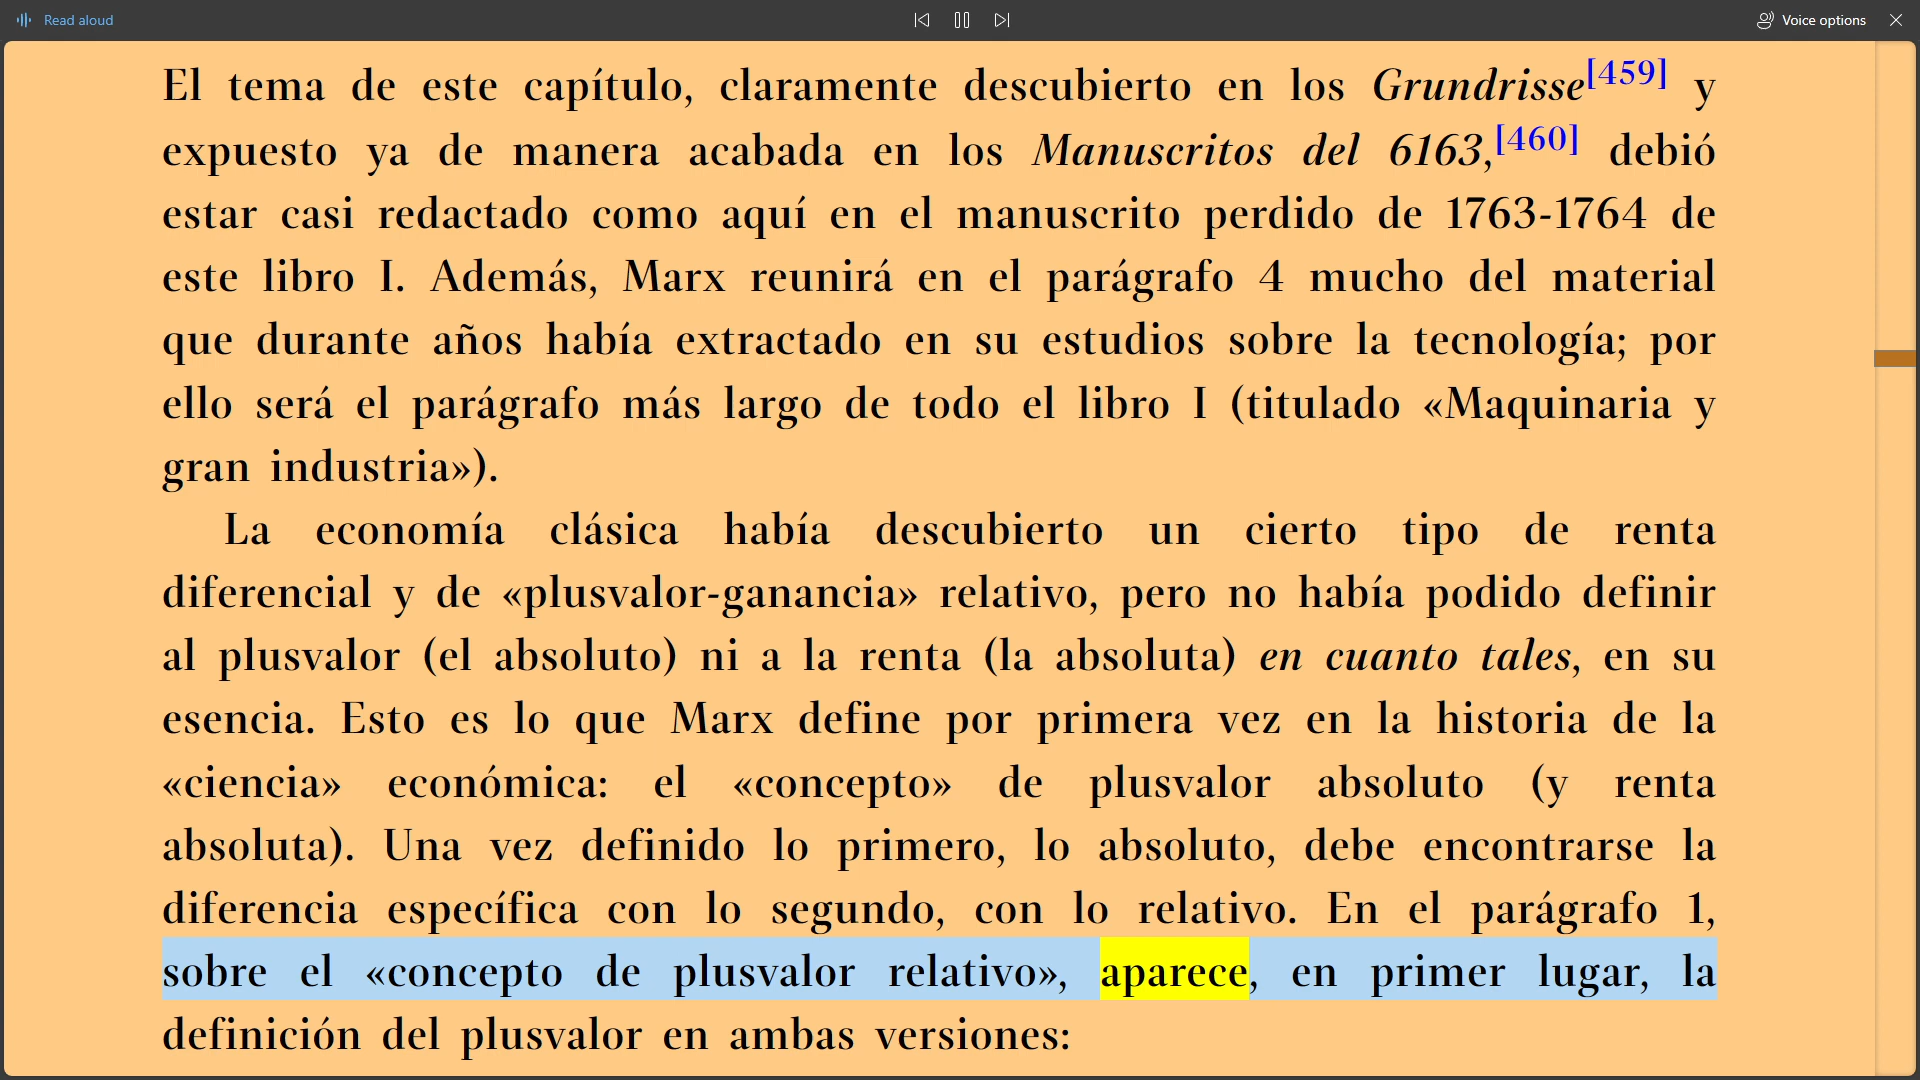 Read aloud
Voice options
El tema de este capítulo, claramente descubierto en los Grundrisse[459] y
expuesto ya de manera acabada en los Manuscritos del 6163,[460] debió
estar casi redactado como aquí en el manuscrito perdido de 1763-1764 de
este libro I. Además, Marx reunirá en el parágrafo 4 mucho del material
que durante años había extractado en su estudios sobre la tecnología; por
ello será el parágrafo más largo de todo el libro I (titulado «Maquinaria y
gran industria»).
La economía clásica había descubierto un cierto tipo de renta
diferencial y de «plusvalor-ganancia» relativo, pero no había podido definir
al plusvalor (el absoluto) ni a la renta (la absoluta) en cuanto tales, en su
esencia. Esto es lo que Marx define por primera vez en la historia de la
«ciencia» económica: el «concepto» de plusvalor absoluto (y renta
absoluta). Una vez definido lo primero, lo absoluto, debe encontrarse la
diferencia específica con lo segundo, con lo relativo. En el parágrafo 1,
sobre el «concepto de plusvalor relativo», aparece, en primer lugar, la
definición del plusvalor en ambas versiones: